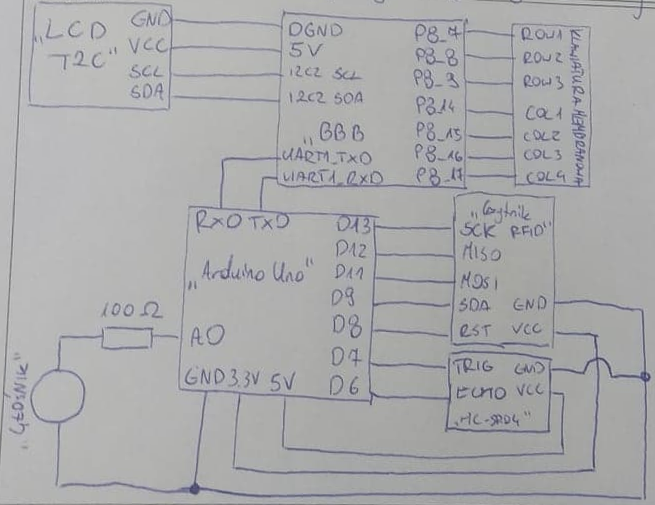 „LCD
I2C"
GND
VCC
SCL
SDA
DGND
5V
I2C2 SCL
I2C2 SDA
„BBB
UART1_TXD
UART1_RXD
P8_7
P8_8
P8_9
P8_14
P8_15
P8_16
P8_17
ROW1
ROW2
ROW3
COL1
COL2
COL3
COL4
KLAWIATURA MEMBRANOWA
RXD TXD
„Arduino Uno"
A0
GND 3.3V 5V
D13
D12
D11
D9
D8
D7
D6
„Czytnik
RFID"
SCK
MISO
MOSI
SDA GND
RST VCC
TRIG GND
ECHO VCC
„HC-SR04"
100 Ω
„GŁOŚNIK"